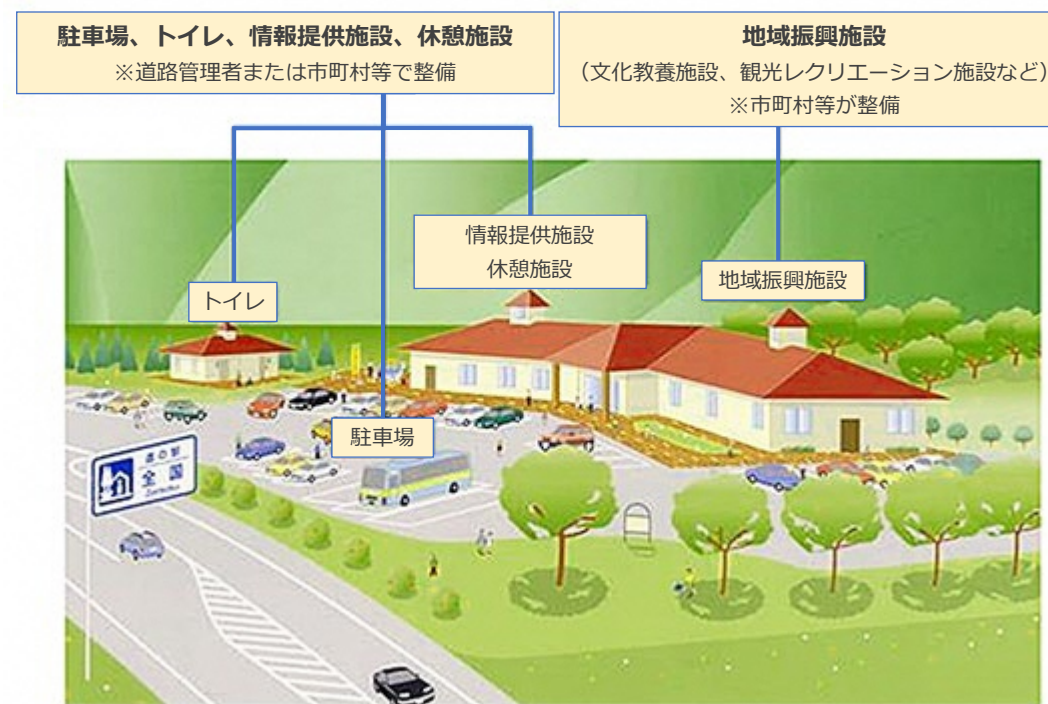 駐車場、トイレ、情報提供施設、休憩施設
※道路管理者または市町村等で整備
地域振興施設
（文化教養施設、観光レクリエーション施設など）
※市町村等が整備
情報提供施設
休憩施設
地域振興施設
トイレ
駐車場
道の駅
全国